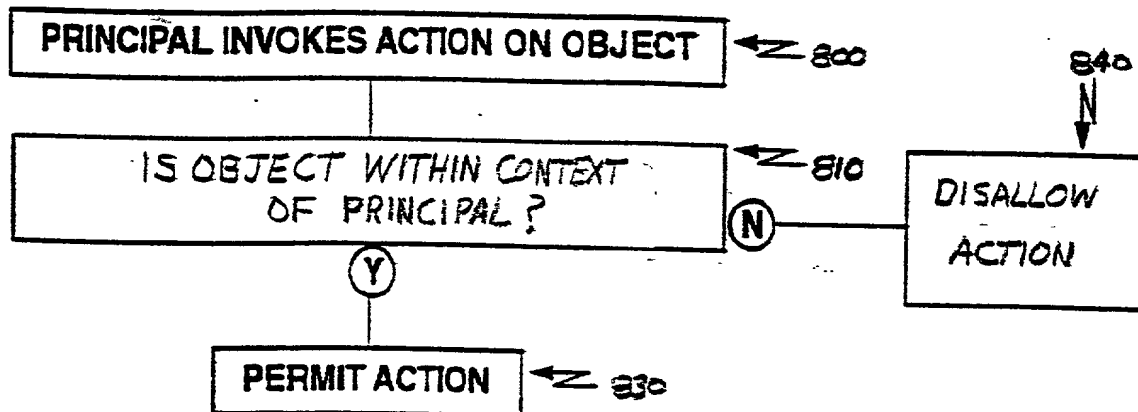 PRINCIPAL INVOKES ACTION ON OBJECT
800
840
IS OBJECT WITHIN CONTEXT
OF PRINCIPAL?
810
N
DISALLOW
ACTION
Y
PERMIT ACTION
830